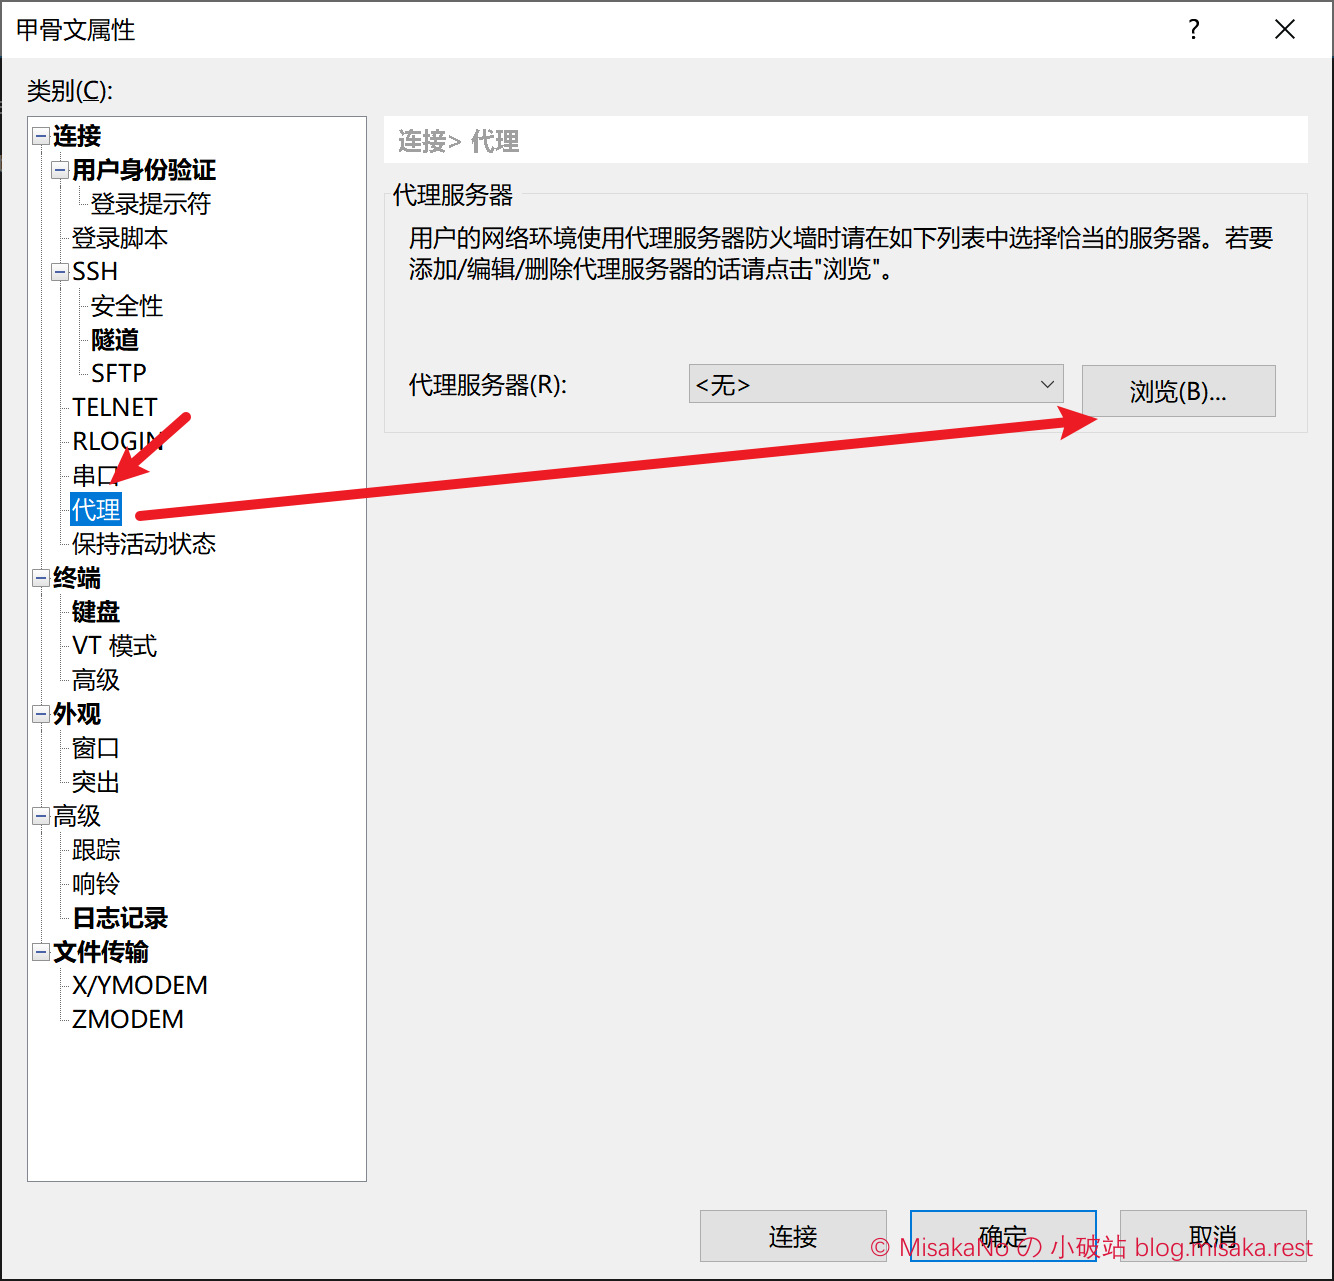 甲骨文属性
?
类别(C):
连接
用户身份验证
登录提示符
登录脚本
SSH
安全性
隧道
SFTP
TELNET
RLOGIN
串口
代理
保持活动状态
终端
键盘
VT 模式
高级
外观
窗口
突出
高级
跟踪
响铃
日志记录
文件传输
X/YMODEM
ZMODEM
连接> 代理
代理服务器
用户的网络环境使用代理服务器防火墙时请在如下列表中选择恰当的服务器。若要
添加/编辑/删除代理服务器的话请点击"浏览"。
代理服务器(R):
<无>
浏览(B)...
连接
确定
取消
© MisakaNo の 小破站 blog.misaka.rest